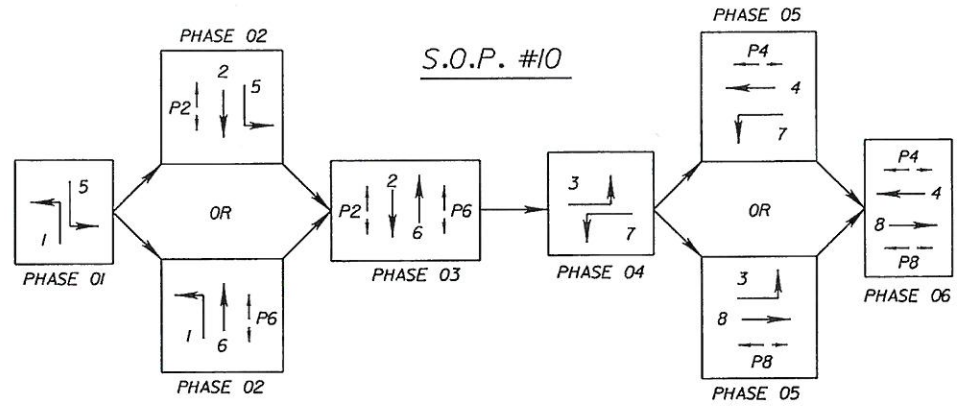 S.O.P. #10
5
1
PHASE 01
PHASE 02
P2
2
5
OR
1
6
P6
PHASE 02
P2
2
6
P6
PHASE 03
3
7
PHASE 04
PHASE 05
P4
4
7
OR
3
8
P8
PHASE 05
P4
4
8
P8
PHASE 06